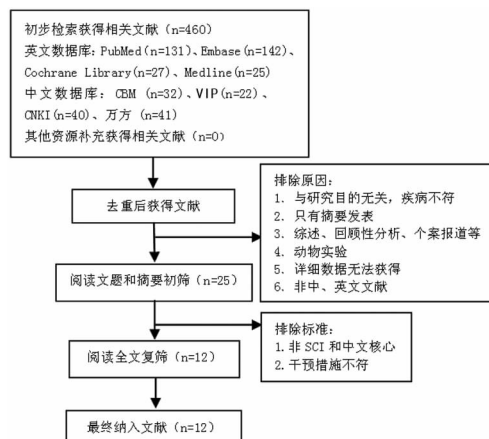 初步检索获得相关文献(n=460)
英文数据库:PubMed(n=131)、Embase(n=142)、
Cochrane Library(n=27)、Medline(n=25)
中文数据库: CBM (n=32)、VIP(n=22)、
CNKI(n=40)、万方 (n=41)
其他资源补充获得相关文献(n=0)
去重后获得文献
排除原因:
1. 与研究目的无关,疾病不符
2. 只有摘要发表
3. 综述、回顾性分析、个案报道等
4. 动物实验
5. 详细数据无法获得
6. 非中、英文文献
阅读文题和摘要初筛(n=25)
排除标准:
1.非SCI 和中文核心
2.干预措施不符
阅读全文复筛(n=12)
最终纳入文献(n=12)